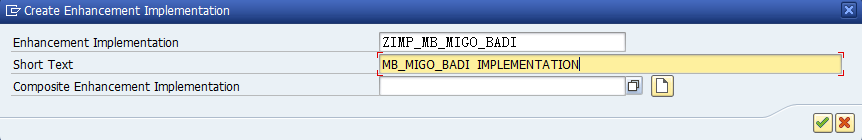 Create Enhancement Implementation
Enhancement Implementation ZIMP_MB_MIGO_BADI
Short Text MB_MIGO_BADI IMPLEMENTATION
Composite Enhancement Implementation